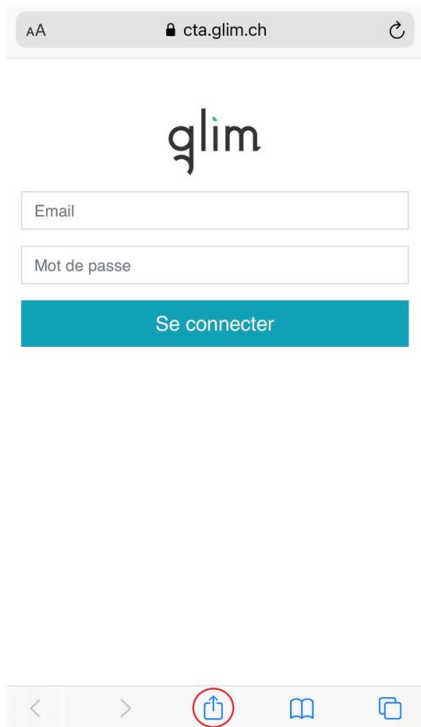 AA
cta.glim.ch
glim
Email
Mot de passe
Se connecter